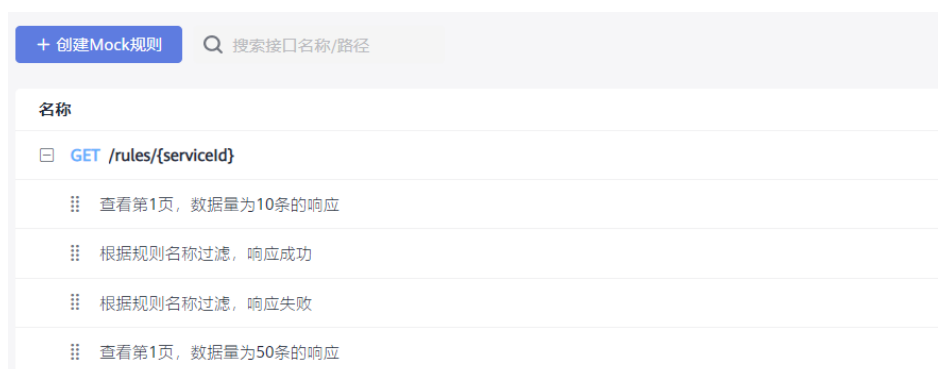 + 创建Mock规则 搜索接口名称/路径
名称
GET /rules/{serviceId}
查看第1页，数据量为10条的响应
根据规则名称过滤，响应成功
根据规则名称过滤，响应失败
查看第1页，数据量为50条的响应